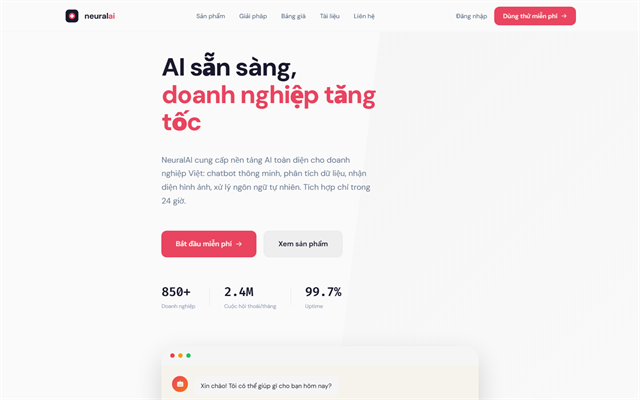 neuralai
Sản phẩm
Giải pháp
Bảng giá
Tài liệu
Liên hệ
Đăng nhập
Dùng thử miễn phí →
AI sẵn sàng,
doanh nghiệp tăng
tốc
NeuralAI cung cấp nền tảng AI toàn diện cho doanh
nghiệp Việt: chatbot thông minh, phân tích dữ liệu, nhận
diện hình ảnh, xử lý ngôn ngữ tự nhiên. Tích hợp chỉ trong
24 giờ.
Bắt đầu miễn phí →
Xem sản phẩm
850+
Doanh nghiệp
2.4M
Cuộc hội thoại/tháng
99.7%
Uptime
Xin chào! Tôi có thể giúp gì cho bạn hôm nay?